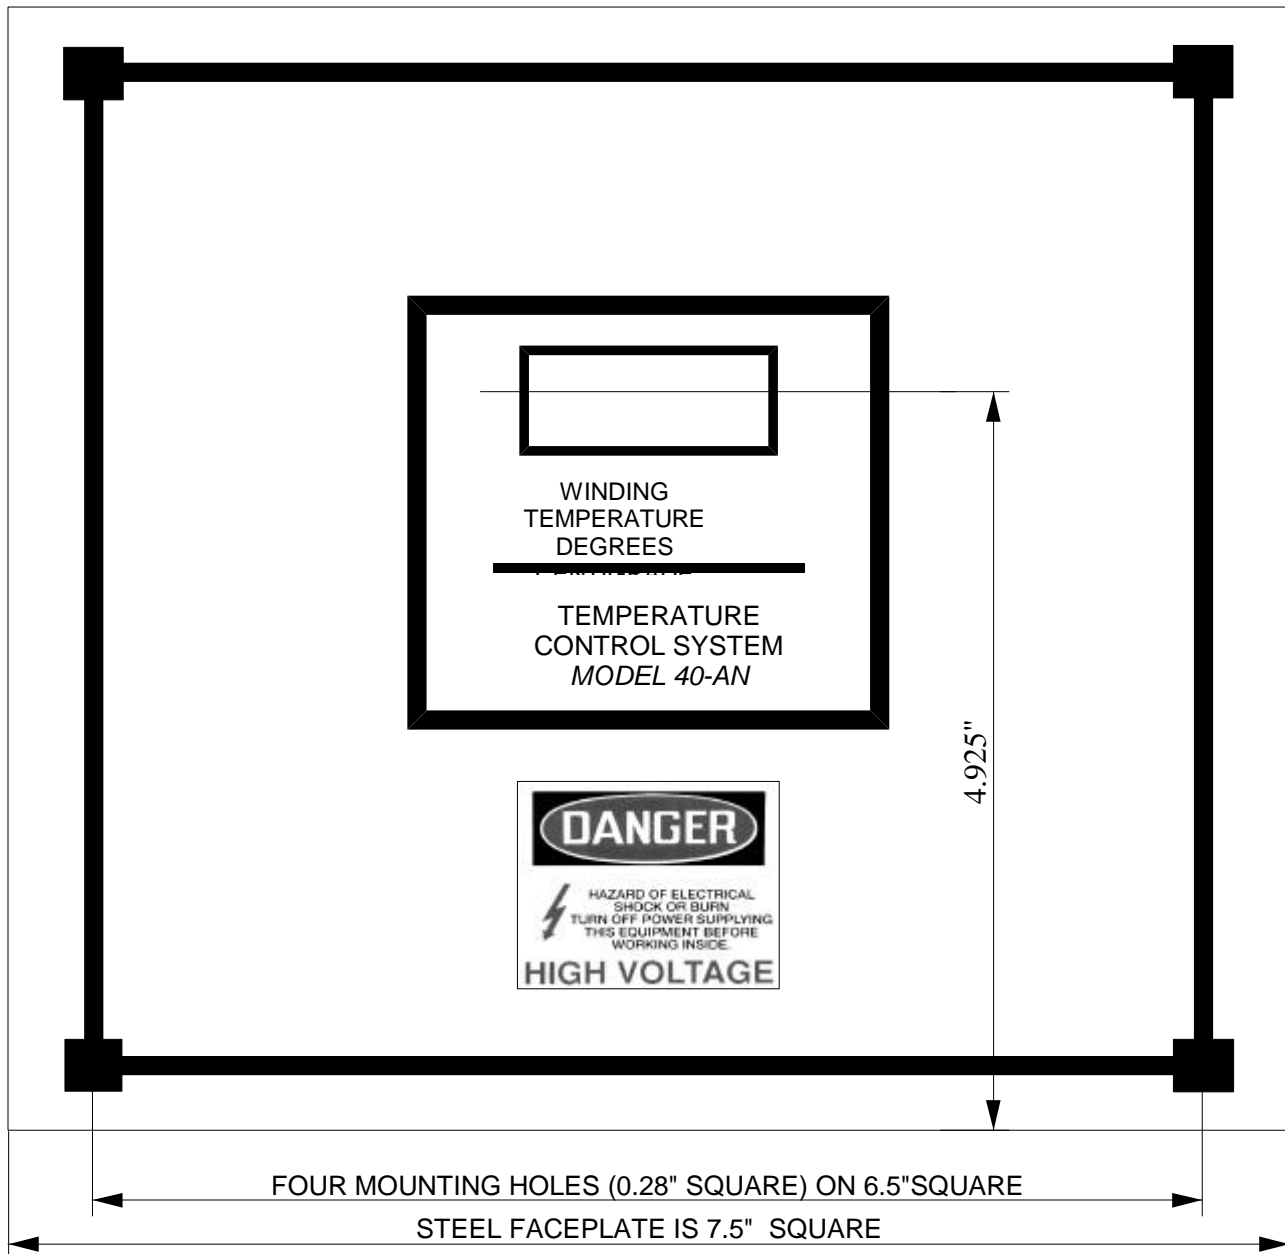 WINDING
TEMPERATURE
DEGREES
TEMPERATURE
CONTROL SYSTEM
MODEL 40-AN
4.925"
DANGER
HAZARD OF ELECTRICAL
SHOCK OR BURN
TURN OFF POWER SUPPLYING
THIS EQUIPMENT BEFORE
WORKING INSIDE.
HIGH VOLTAGE
FOUR MOUNTING HOLES (0.28" SQUARE) ON 6.5"SQUARE
STEEL FACEPLATE IS 7.5" SQUARE